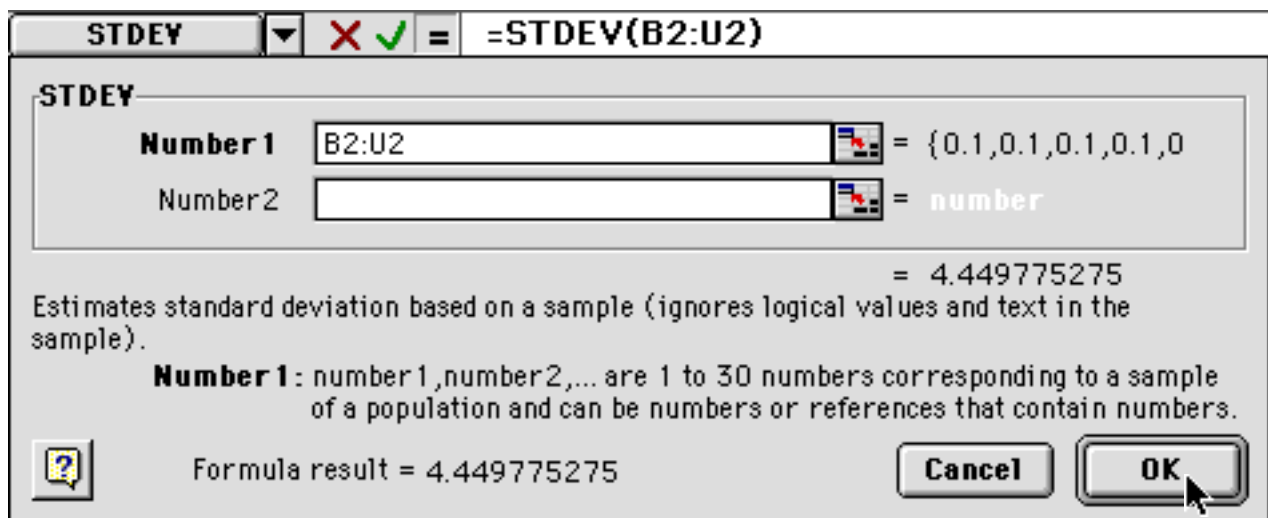 STDEV = =STDEV(B2:U2)
STDEV
Number1 B2:U2 = {0.1,0.1,0.1,0.1,0
Number2 = number
= 4.449775275
Estimates standard deviation based on a sample (ignores logical values and text in the
sample).
Number1: number1,number2,... are 1 to 30 numbers corresponding to a sample
of a population and can be numbers or references that contain numbers.
? Formula result = 4.449775275 Cancel OK